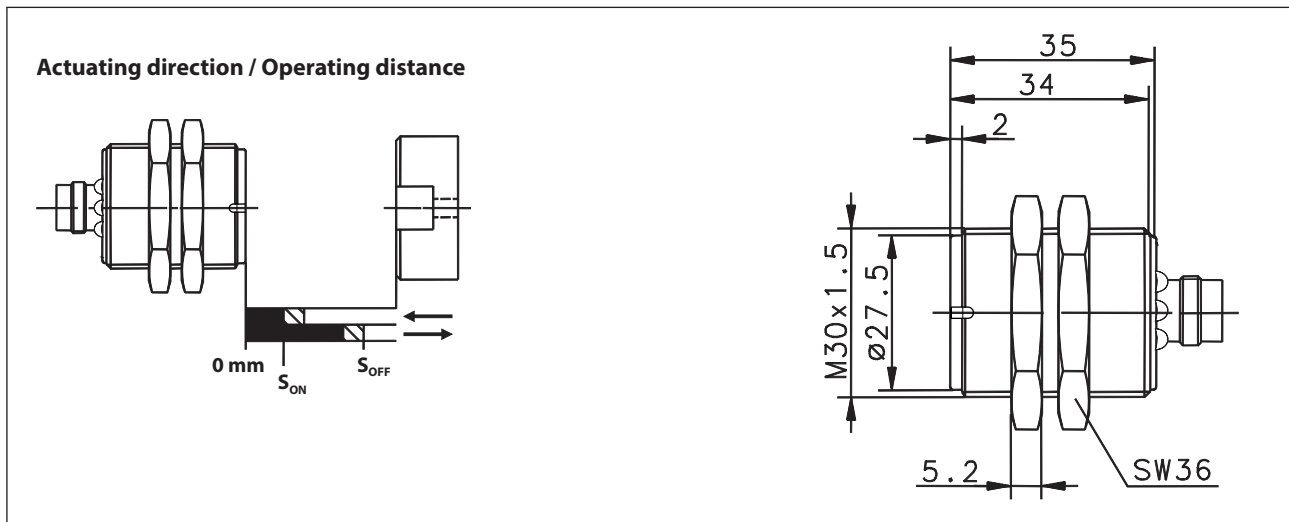 Actuating direction / Operating distance
0 mm
SON
SOFF
35
34
2
M30x1.5
ø27.5
5.2
SW36